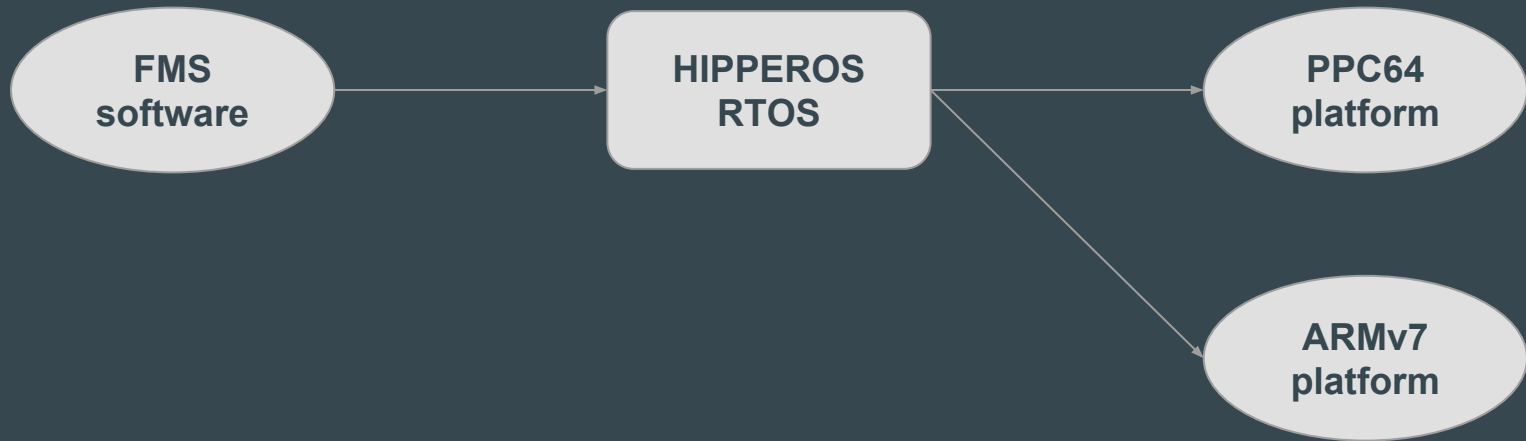 FMS
software
HIPPEROS
RTOS
PPC64
platform
ARMv7
platform